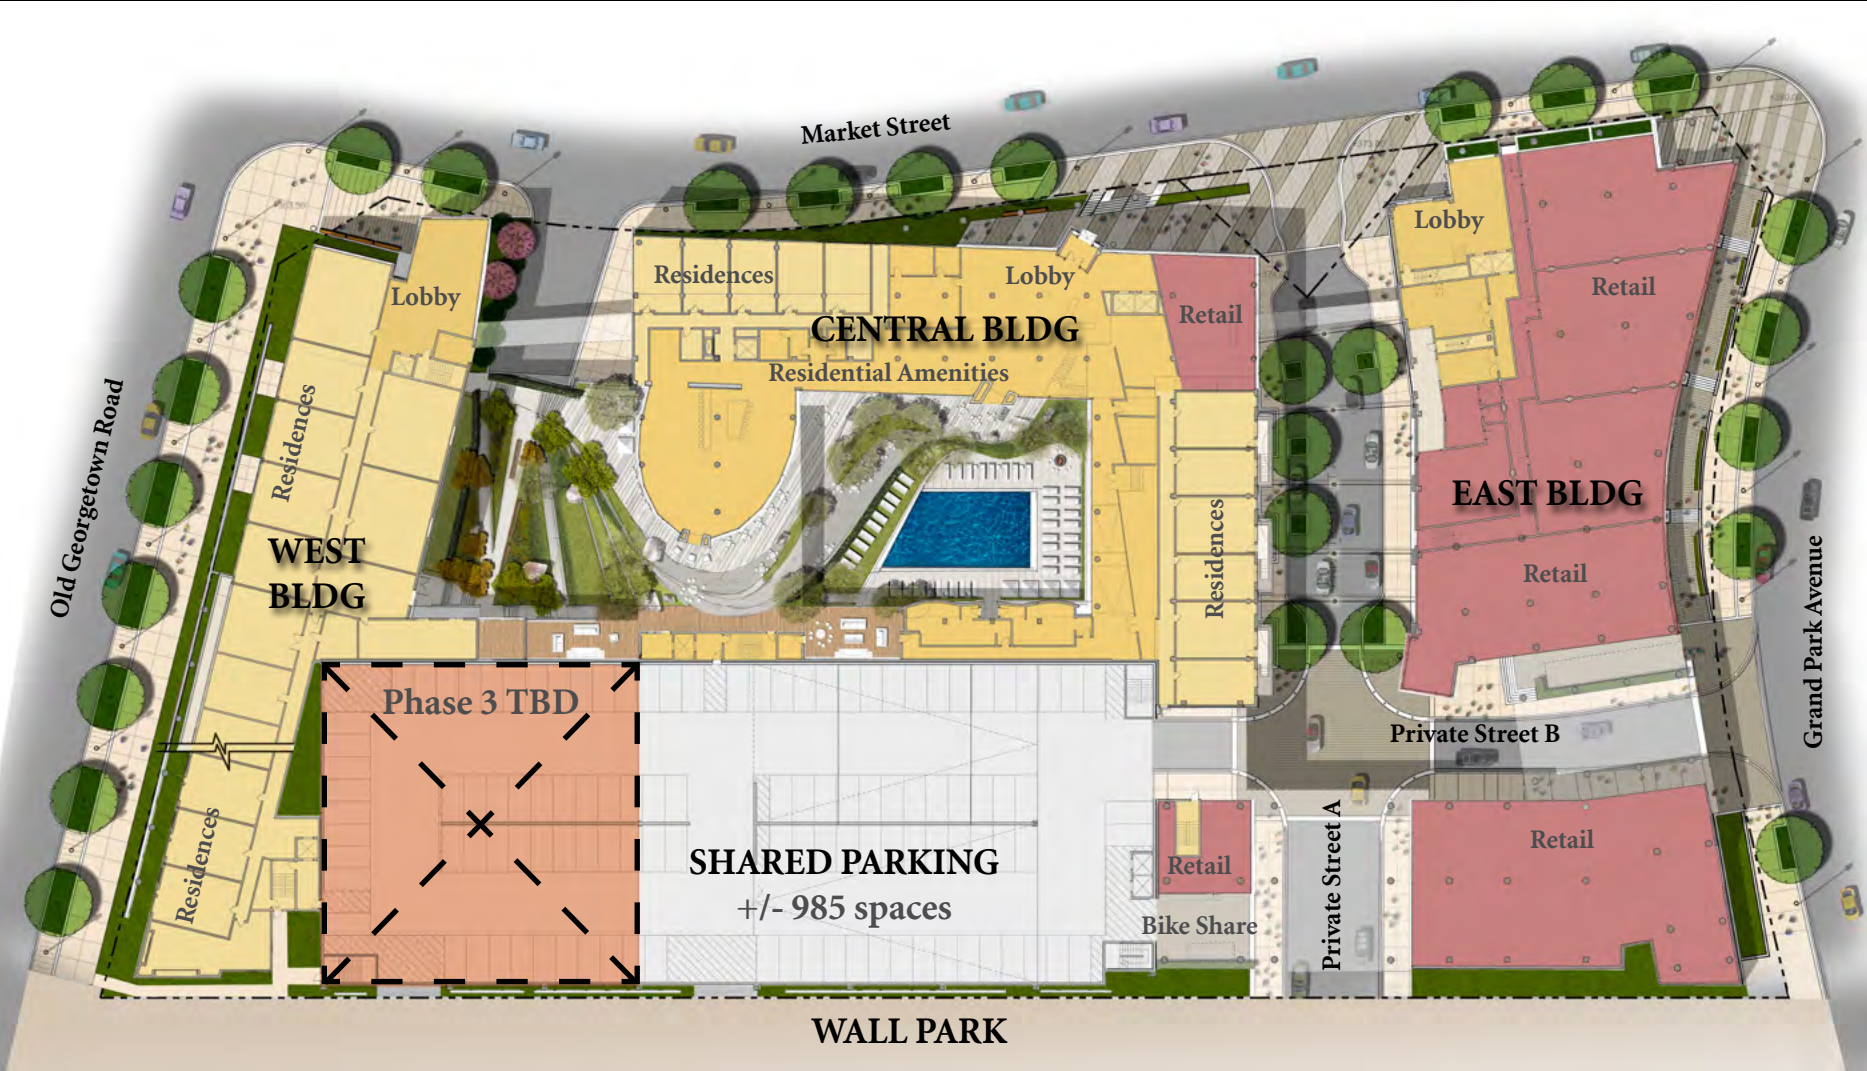 Market Street
Lobby
Residences
Lobby
Lobby
Retail
Retail
CENTRAL BLDG
Residential Amenities
Residences
Old Georgetown Road
WEST
BLDG
EAST BLDG
Retail
Residences
Grand Park Avenue
Phase 3 TBD
Private Street B
Private Street A
Residences
SHARED PARKING
+/- 985 spaces
Retail
Retail
Bike Share
WALL PARK